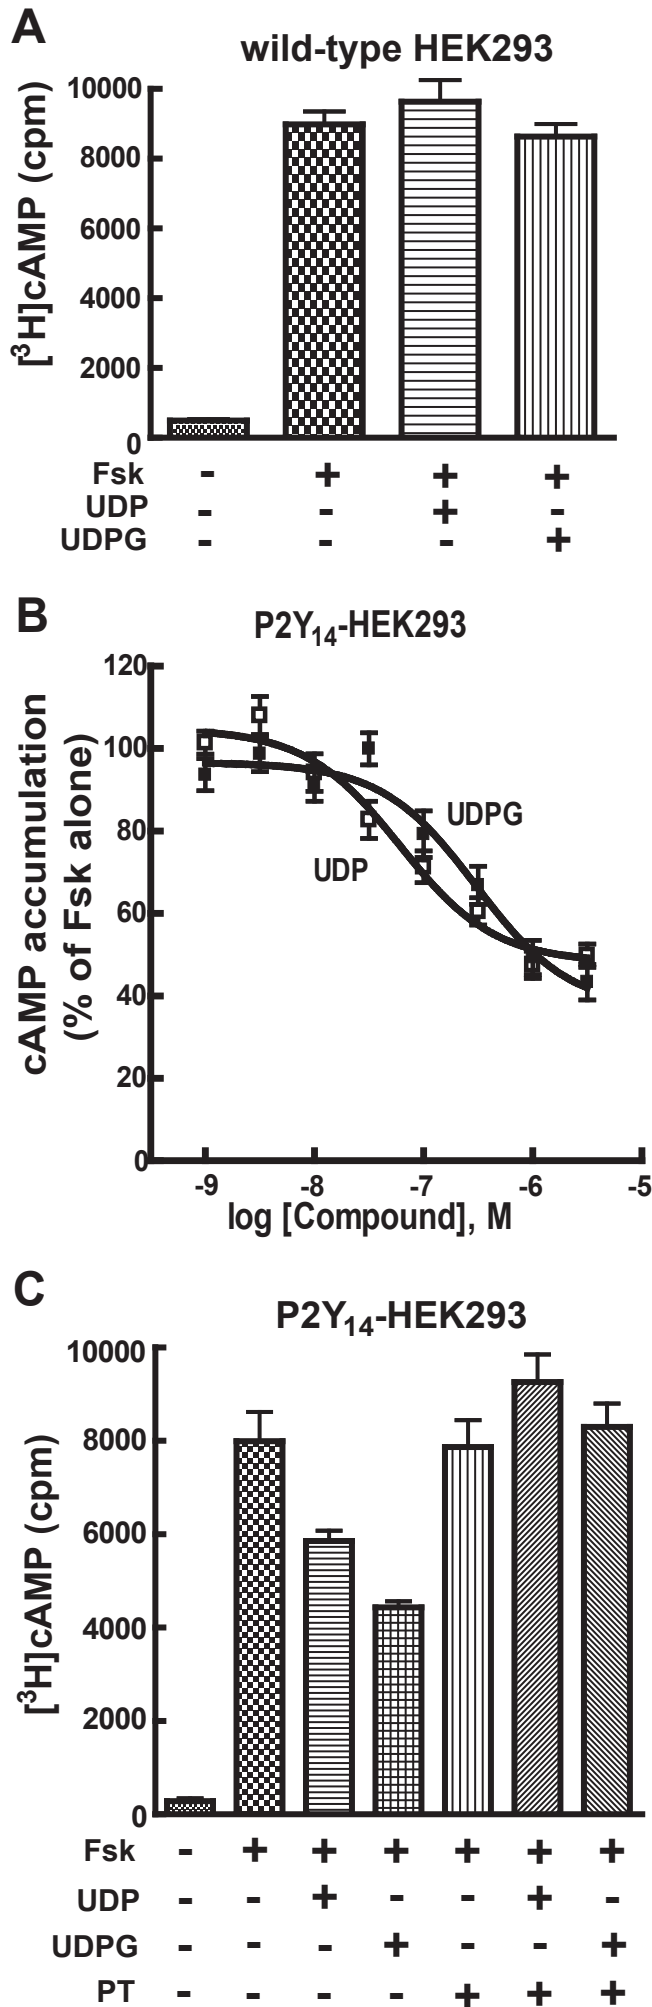 A
wild-type HEK293
[³H]cAMP (cpm)
10000
8000
6000
4000
2000
0
Fsk - + + +
UDP - - + -
UDPG - - - +
B
P2Y₁₄-HEK293
cAMP accumulation
(% of Fsk alone)
120
100
80
60
40
20
0
UDPG
UDP
-9 -8 -7 -6 -5
log [Compound], M
C
P2Y₁₄-HEK293
[³H]cAMP (cpm)
10000
8000
6000
4000
2000
0
Fsk - + + + + + +
UDP - - + - - + -
UDPG - - - + - - +
PT - - - - + + +